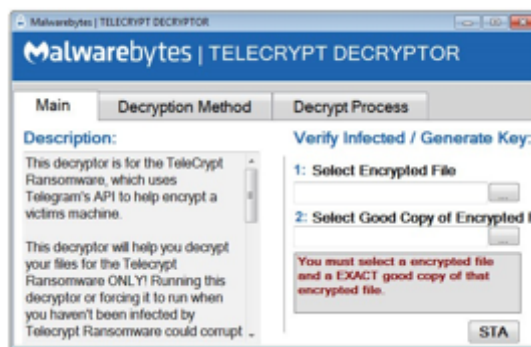 Malwarebytes | TELECRYPT DECRYPTOR
Malwarebytes | TELECRYPT DECRYPTOR
Main
Decryption Method
Decrypt Process
Description:
This decryptor is for the TeleCrypt
Ransomware, which uses
Telegram's API to help encrypt a
victims machine.
This decryptor will help you decrypt
your files for the Telecrypt
Ransomware ONLY! Running this
decryptor or forcing it to run when
you haven't been infected by
Telecrypt Ransomware could corrupt
Verify Infected / Generate Key:
1: Select Encrypted File
...
2: Select Good Copy of Encrypted
...
You must select a encrypted file
and a EXACT good copy of that
encrypted file.
STA